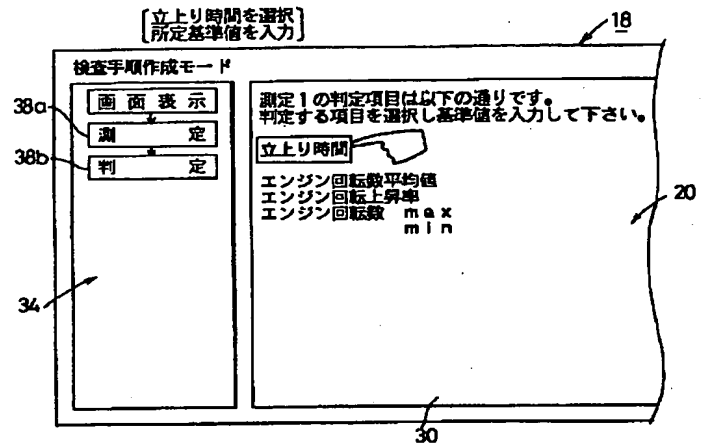 立上り時間を選択
所定基準値を入力
18
検査手順作成モード
38a
画面表示
測定
38b
判定
測定1の判定項目は以下の通りです。
判定する項目を選択し基準値を入力して下さい。
立上り時間
エンジン回転数平均値
エンジン回転上昇率
エンジン回転数 max
min
20
34
30